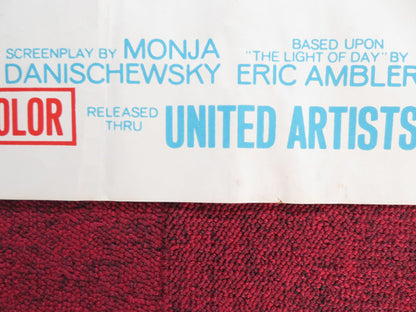 SCREENPLAY BY MONJA DANISCHEWSKY
BASED UPON "THE LIGHT OF DAY" BY ERIC AMBLER
OLOR
RELEASED THRU UNITED ARTISTS